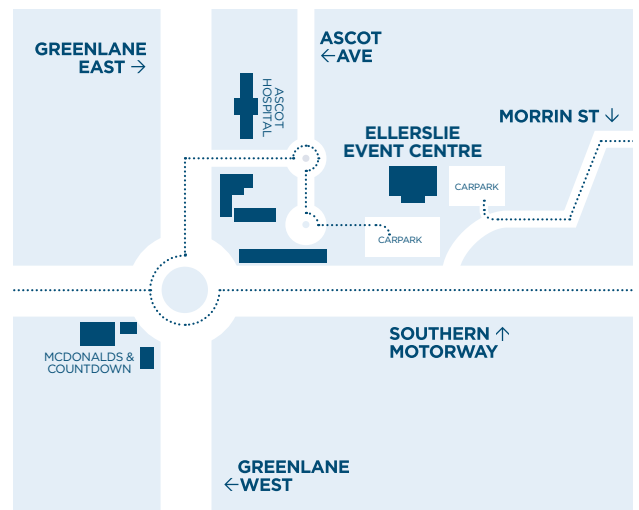 GREENLANE
EAST →
ASCOT
←AVE
ASCOT
HOSPITAL
MORRIN ST ↓
ELLERSLIE
EVENT CENTRE
CARPARK
CARPARK
SOUTHERN ↑
MOTORWAY
MCDONALDS &
COUNTDOWN
GREENLANE
←WEST